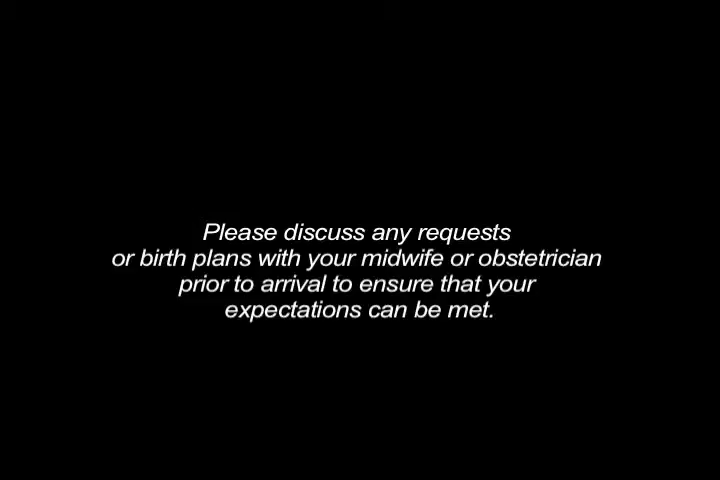 Please discuss any requests
or birth plans with your midwife or obstetrician
prior to arrival to ensure that your
expectations can be met.